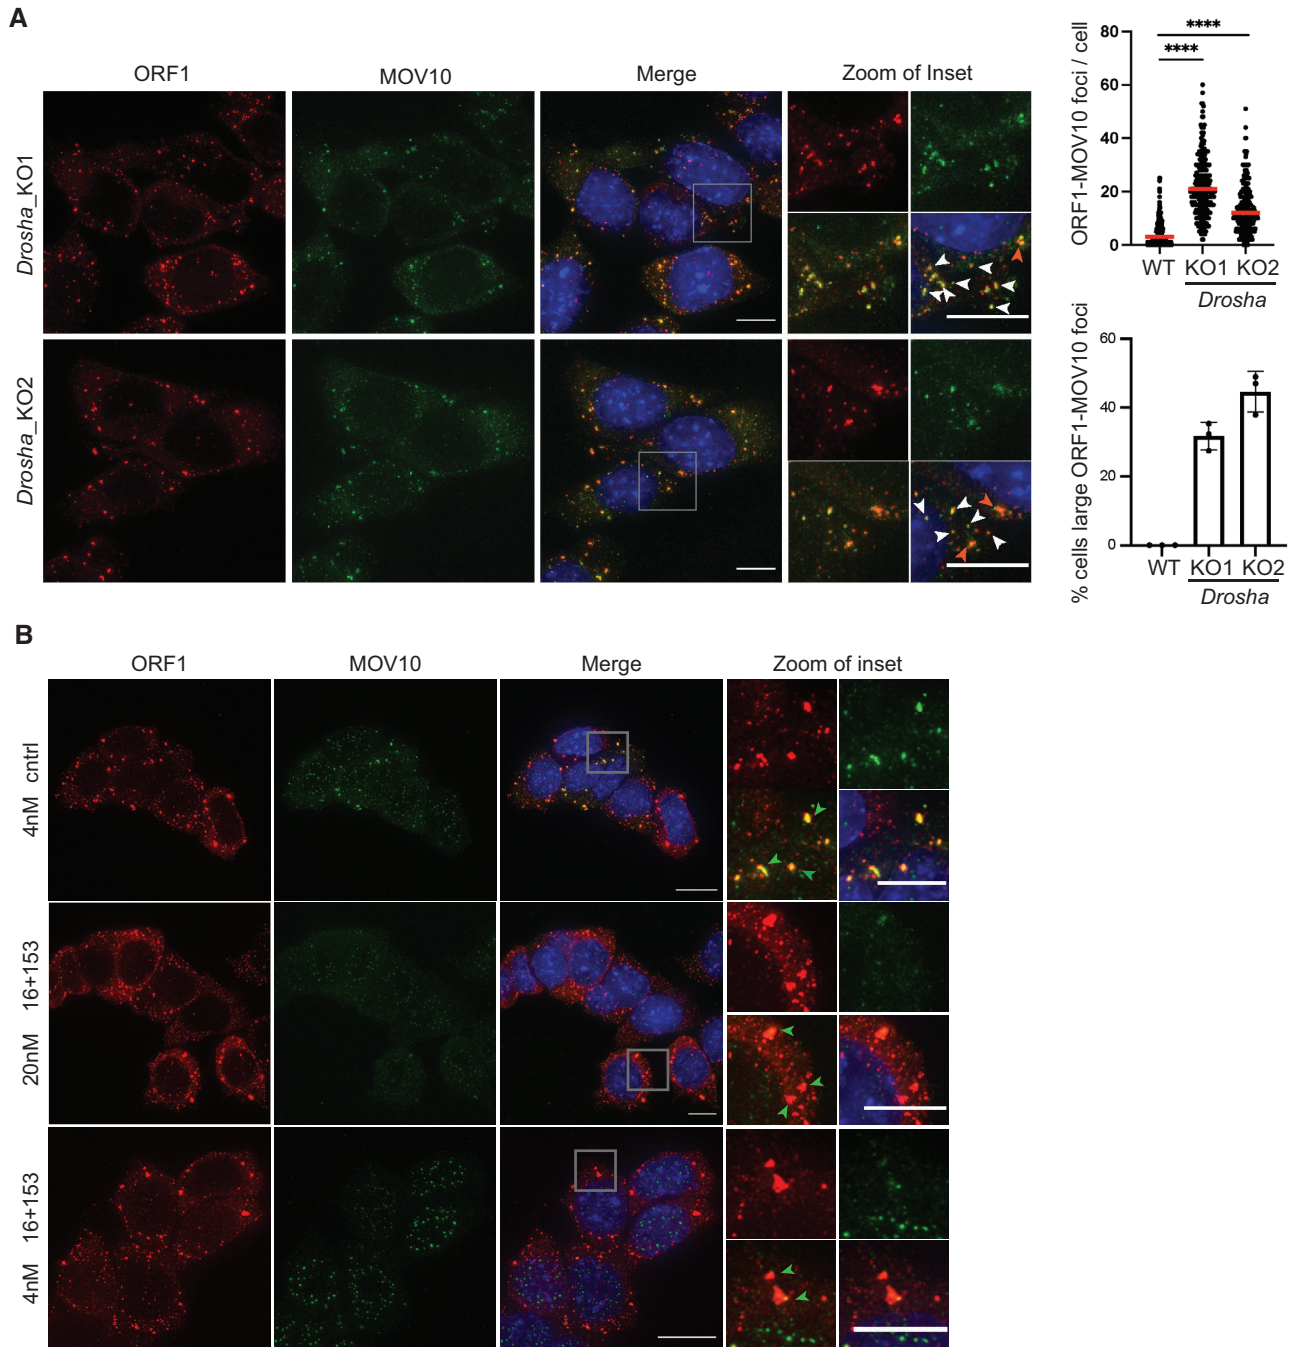 A
ORF1
MOV10
Merge
Zoom of Inset
Drosha_KO1
Drosha_KO2
ORF1-MOV10 foci / cell
80
60
40
20
0
****
****
WT
KO1
KO2
Drosha
% cells large ORF1-MOV10 foci
60
40
20
0
WT
KO1
KO2
Drosha
B
ORF1
MOV10
Merge
Zoom of inset
4nM cntrl
20nM 16+153
4nM 16+153